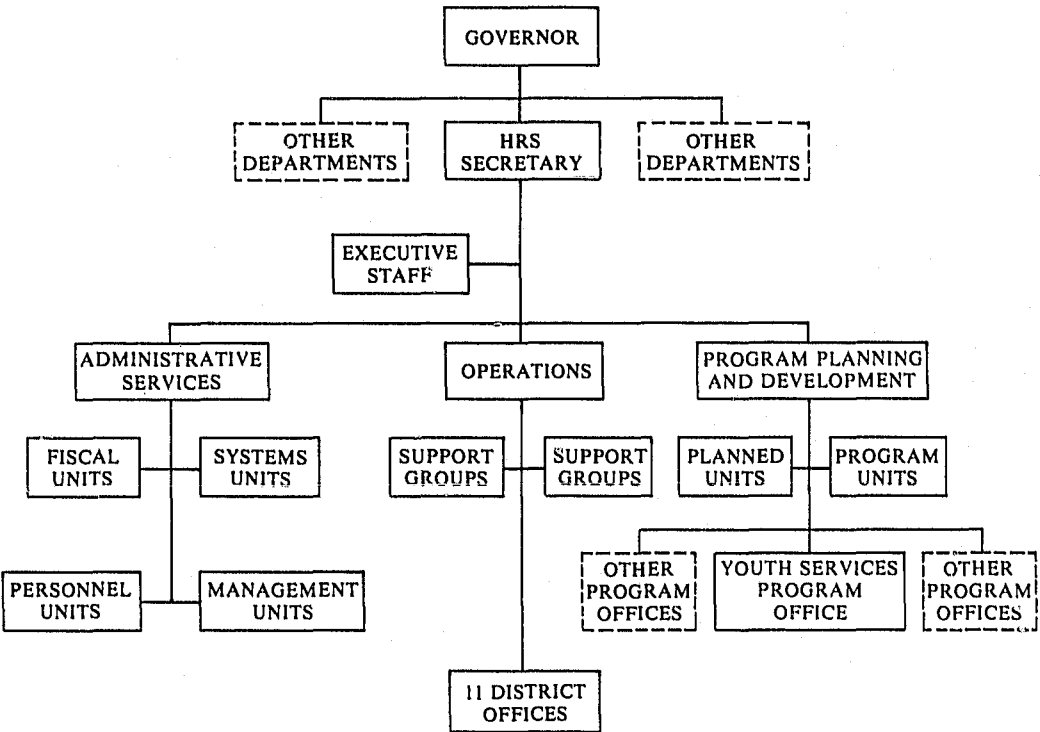 GOVERNOR
OTHER
DEPARTMENTS
HRS
SECRETARY
OTHER
DEPARTMENTS
EXECUTIVE
STAFF
ADMINISTRATIVE
SERVICES
OPERATIONS
PROGRAM PLANNING
AND DEVELOPMENT
FISCAL
UNITS
SYSTEMS
UNITS
SUPPORT
GROUPS
SUPPORT
GROUPS
PLANNED
UNITS
PROGRAM
UNITS
PERSONNEL
UNITS
MANAGEMENT
UNITS
OTHER
PROGRAM
OFFICES
YOUTH SERVICES
PROGRAM
OFFICE
OTHER
PROGRAM
OFFICES
11 DISTRICT
OFFICES